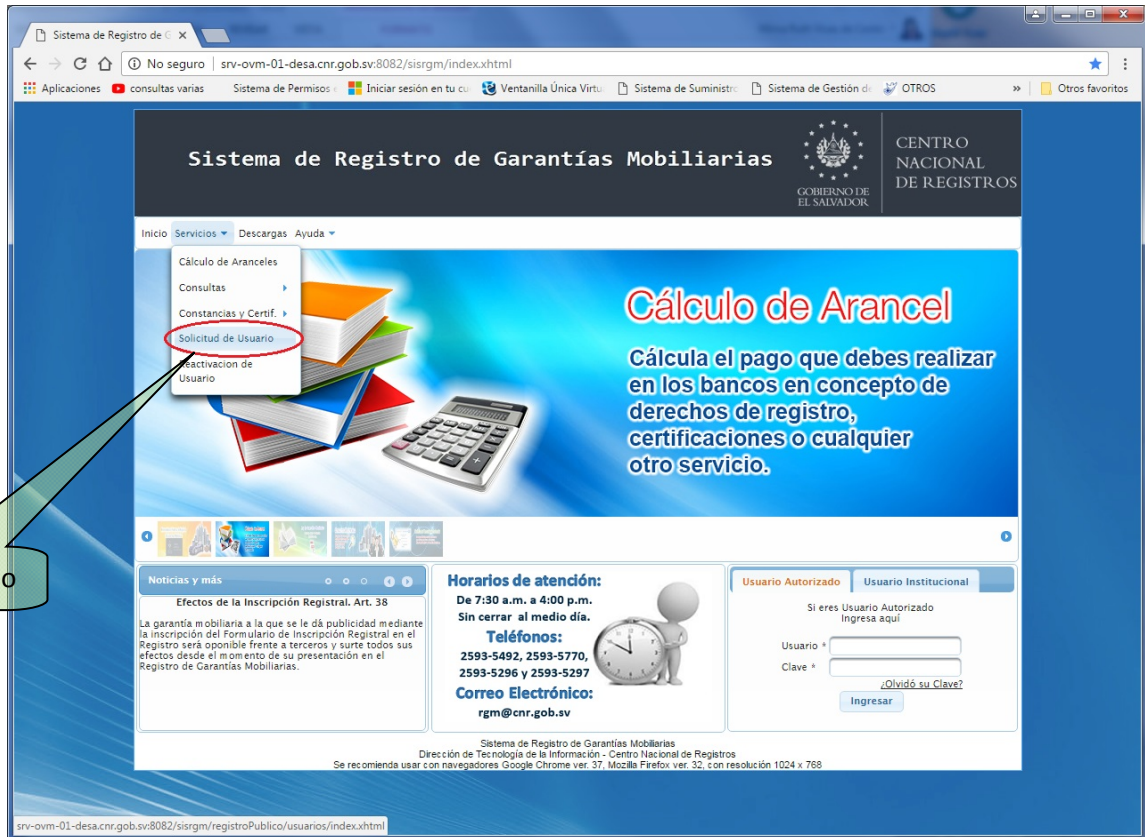 Sistema de Registro de G
No seguro | srv-ovm-01-desa.cnr.gob.sv:8082/sisrgm/index.xhtml
Aplicaciones consultas varias Sistema de Permisos Iniciar sesión en tu cu Ventanilla Única Virtu Sistema de Suministro Sistema de Gestión de OTROS » Otros favoritos
Sistema de Registro de Garantías Mobiliarias
GOBIERNO DE
EL SALVADOR
CENTRO
NACIONAL
DE REGISTROS
Inicio Servicios Descargas Ayuda
Cálculo de Aranceles
Consultas
Constancias y Certif.
Solicitud de Usuario
Reactivacion de
Usuario
Cálculo de Arancel
Cálcula el pago que debes realizar
en los bancos en concepto de
derechos de registro,
certificaciones o cualquier
otro servicio.
o
Noticias y más
Efectos de la Inscripción Registral. Art. 38
La garantía mobiliaria a la que se le dá publicidad mediante
la inscripción del Formulario de Inscripción Registral en el
Registro será oponible frente a terceros y surte todos sus
efectos desde el momento de su presentación en el
Registro de Garantías Mobiliarias.
Horarios de atención:
De 7:30 a.m. a 4:00 p.m.
Sin cerrar al medio día.
Teléfonos:
2593-5492, 2593-5770,
2593-5296 y 2593-5297
Correo Electrónico:
rgm@cnr.gob.sv
Usuario Autorizado Usuario Institucional
Si eres Usuario Autorizado
Ingresa aquí
Usuario *
Clave *
¿Olvidó su Clave?
Ingresar
Sistema de Registro de Garantías Mobiliarias
Dirección de Tecnología de la Información - Centro Nacional de Registros
Se recomienda usar con navegadores Google Chrome ver. 37, Mozilla Firefox ver. 32, con resolución 1024 x 768
srv-ovm-01-desa.cnr.gob.sv:8082/sisrgm/registroPublico/usuarios/index.xhtml